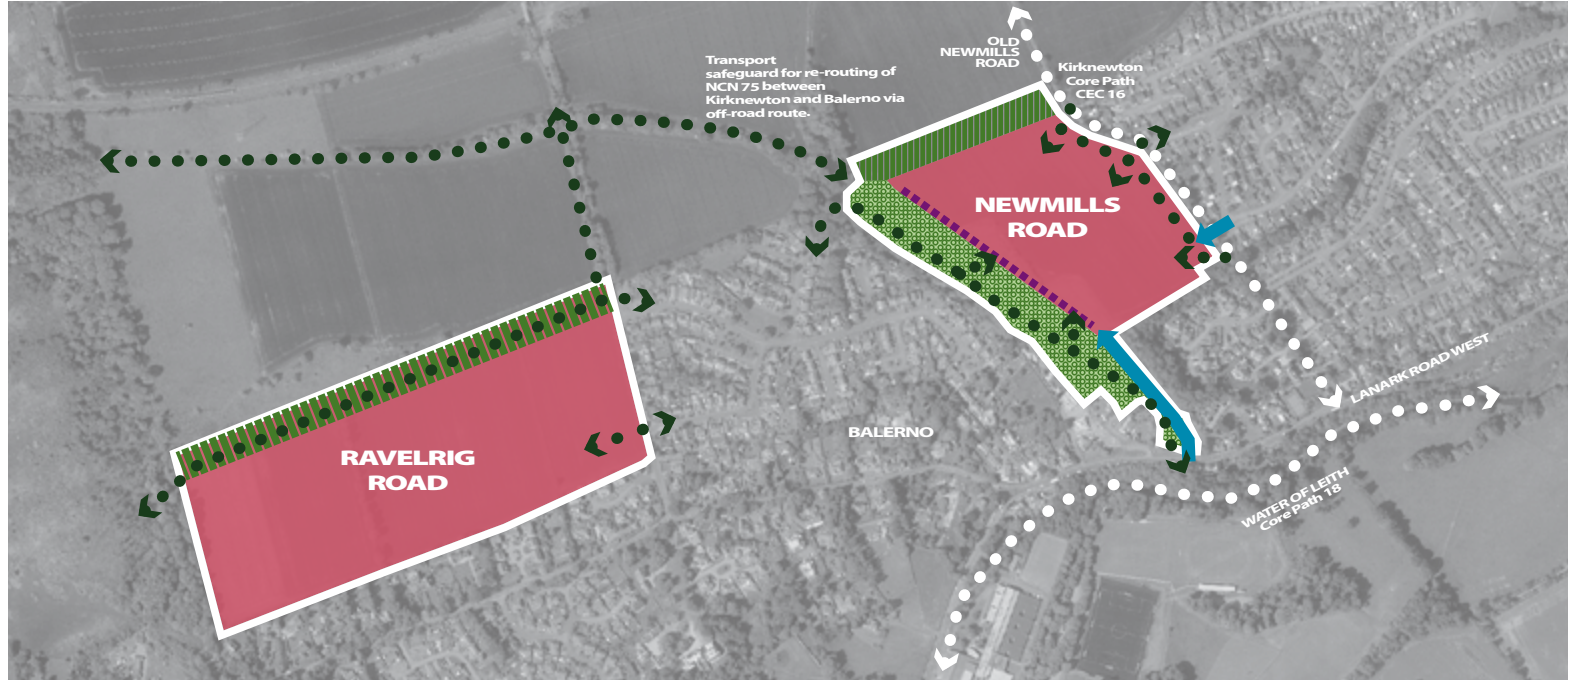 OLD
NEWMILLS
ROAD
Transport
safeguard for re-routing of
NCN 75 between
Kirknewton and Balerno via
off-road route.
Kirknewton
Core Path
CEC 16
NEWMILLS
ROAD
LANARK ROAD WEST
BALERNO
RAVELRIG
ROAD
WATER OF LEITH
Core Path 18